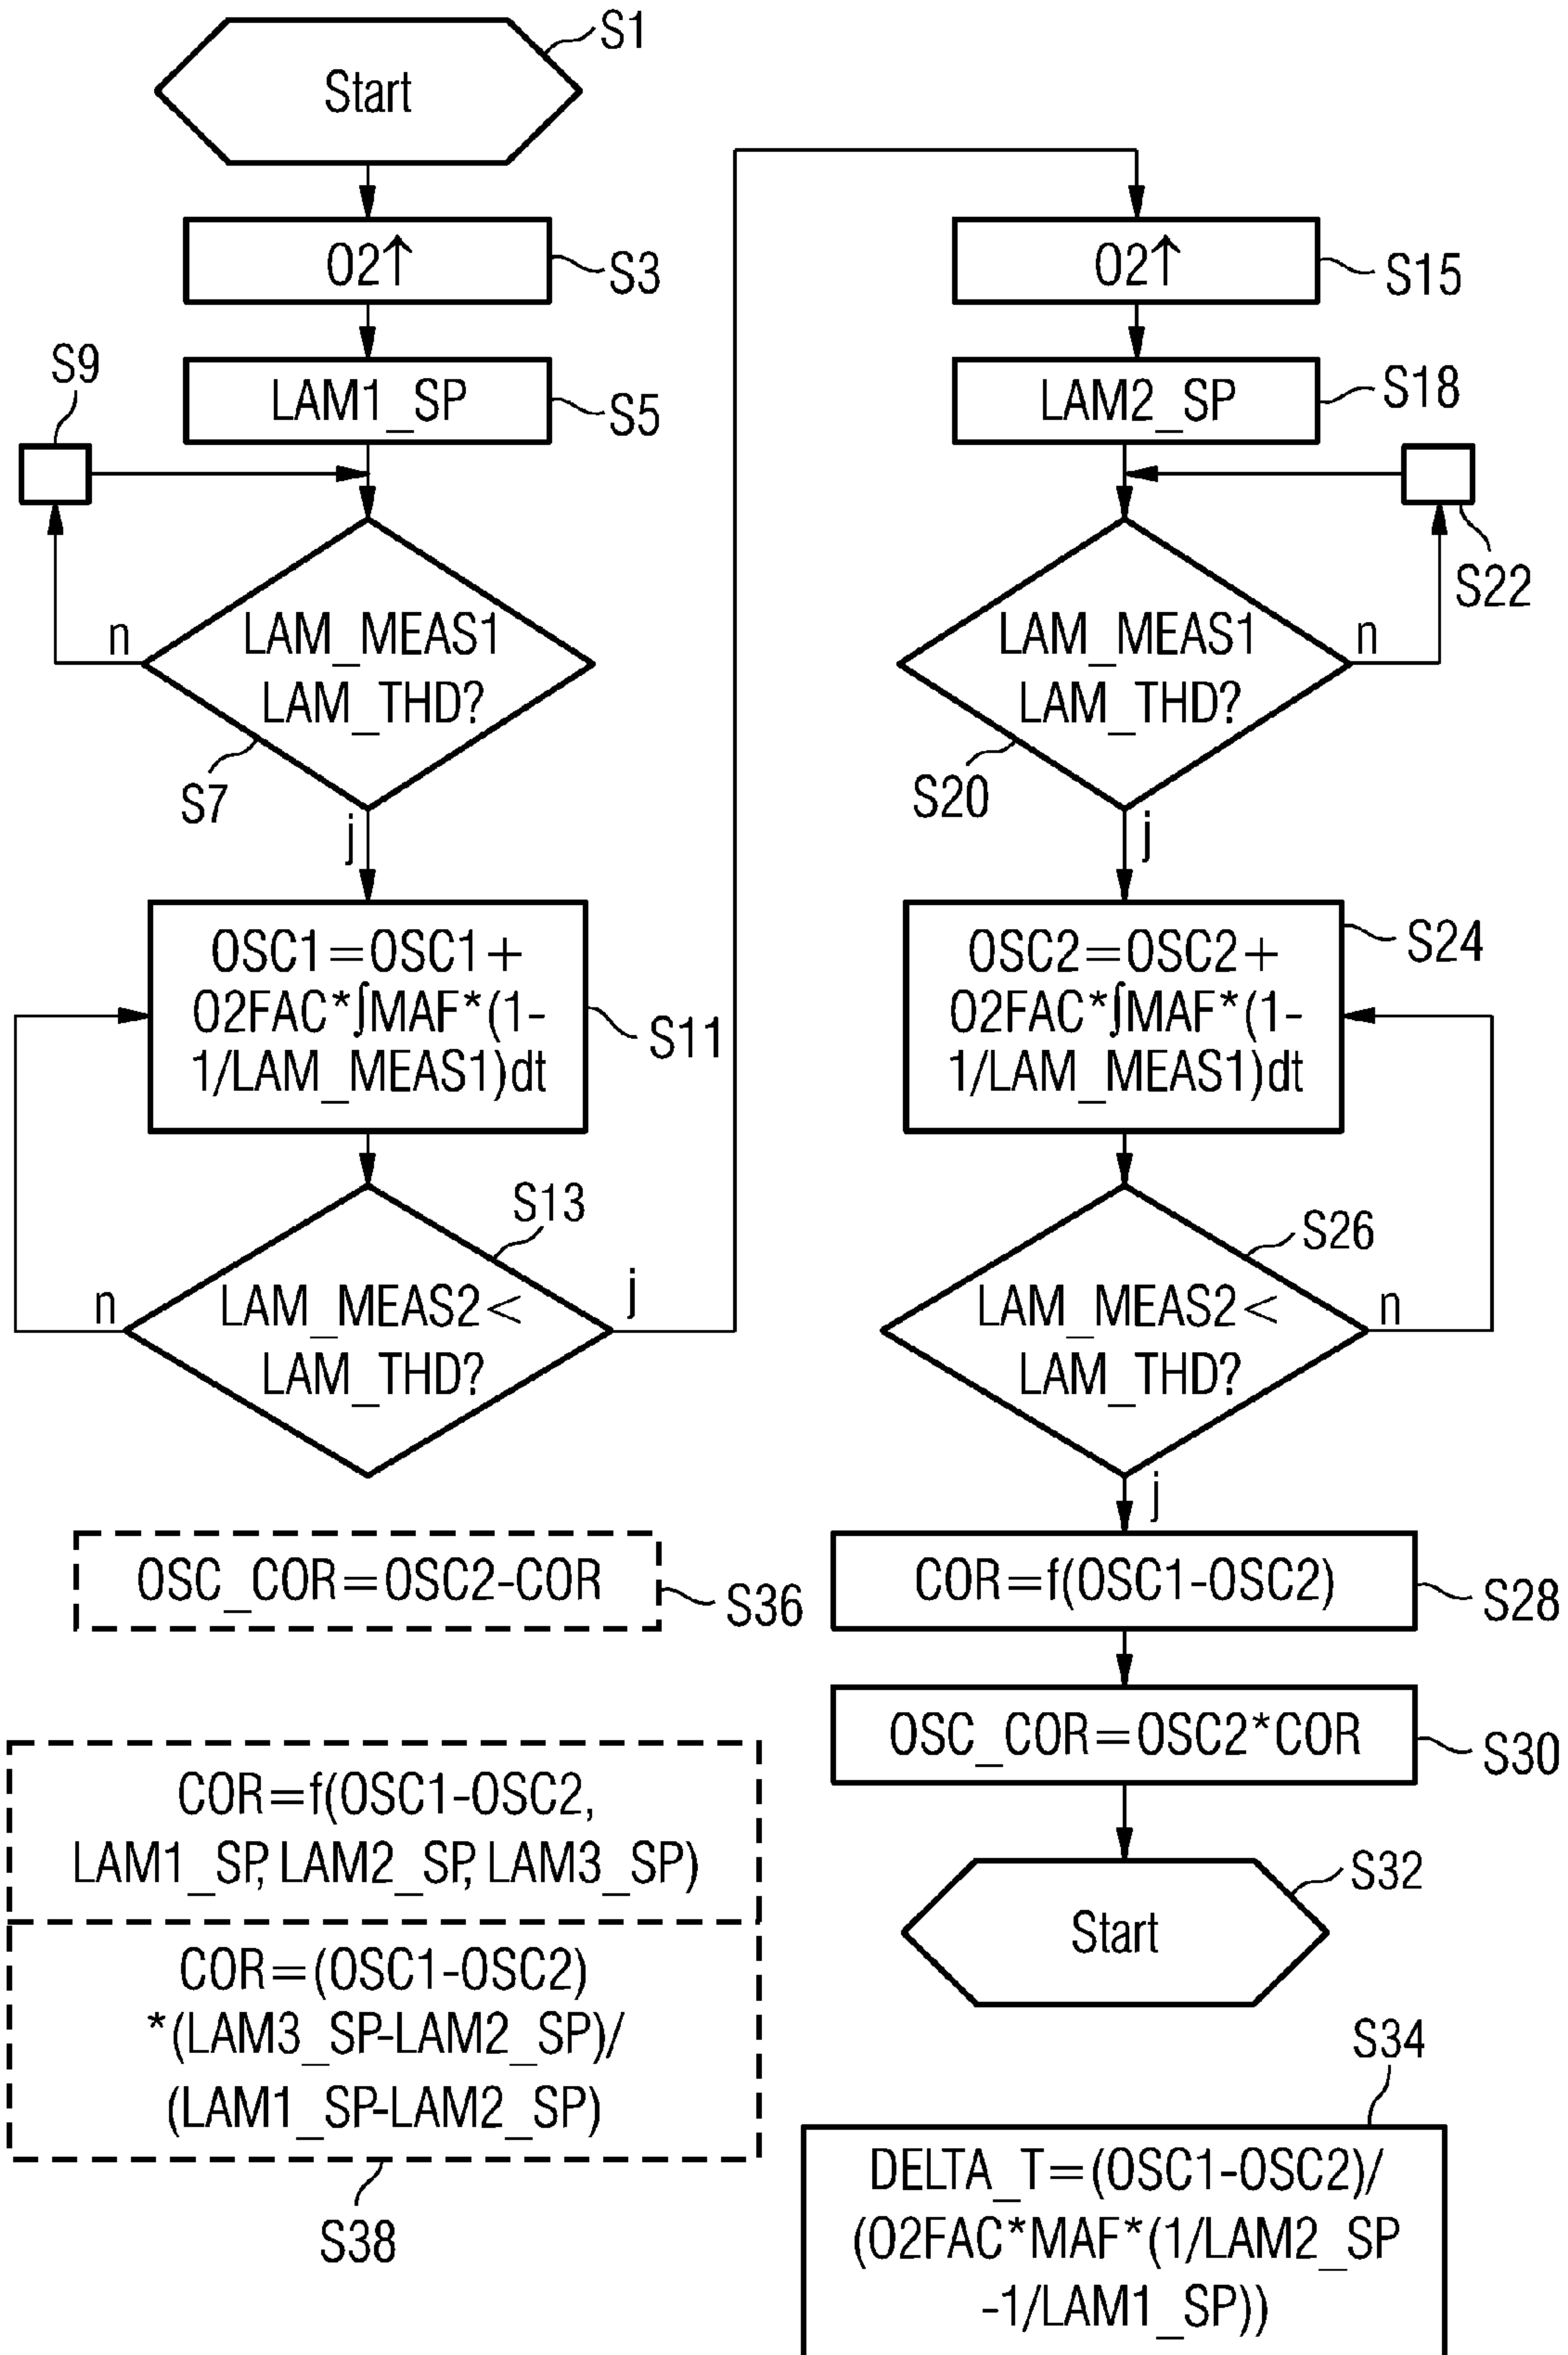 Start
S1
O2↑
S3
LAM1_SP
S5
S9
n
LAM_MEAS1
LAM_THD?
S7
j
OSC1=OSC1+
O2FAC*∫MAF*(1-
1/LAM_MEAS1)dt
S11
S13
n
LAM_MEAS2<
LAM_THD?
j
O2↑
S15
LAM2_SP
S18
S22
LAM_MEAS1
LAM_THD?
n
S20
j
OSC2=OSC2+
O2FAC*∫MAF*(1-
1/LAM_MEAS1)dt
S24
S26
LAM_MEAS2<
LAM_THD?
n
j
COR=f(OSC1-OSC2)
S28
OSC_COR=OSC2*COR
S30
Start
S32
S34
DELTA_T=(OSC1-OSC2)/
(O2FAC*MAF*(1/LAM2_SP
-1/LAM1_SP))
OSC_COR=OSC2-COR
S36
COR=f(OSC1-OSC2,
LAM1_SP, LAM2_SP, LAM3_SP)
COR=(OSC1-OSC2)
*(LAM3_SP-LAM2_SP)/
(LAM1_SP-LAM2_SP)
S38